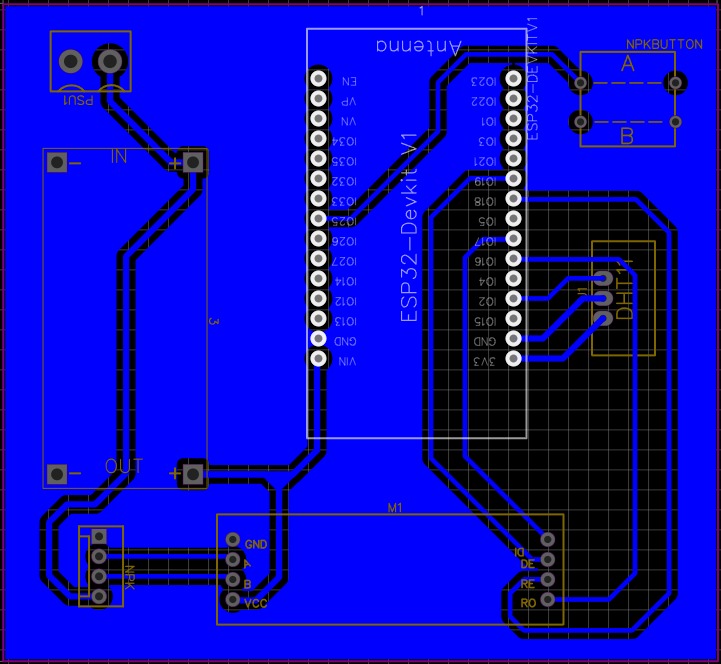 1
Antenna
ESP32-DEVKITV1
NPKBUTTON
A
B
PSU1
IN
-
+
EN
VP
VN
IO34
IO35
IO32
IO33
IO25
IO26
IO27
IO14
IO12
IO13
GND
VIN
ESP32-Devkit V1
IO23
IO22
IO1
IO3
IO21
IO19
IO18
IO5
IO17
IO16
IO4
IO2
IO15
GND
3V3
J1
DHT11
3
-
OUT
+
NPK
M1
GND
A
B
VCC
DI
DE
RE
RO